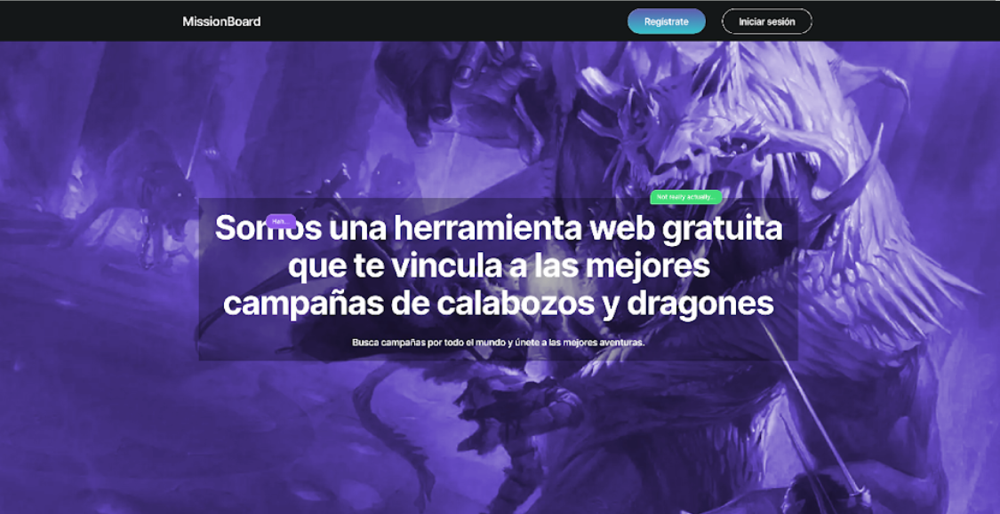 MissionBoard
Regístrate
Iniciar sesión
Not really actually...
Heh...
Somos una herramienta web gratuita
que te vincula a las mejores
campañas de calabozos y dragones
Busca campañas por todo el mundo y únete a las mejores aventuras.